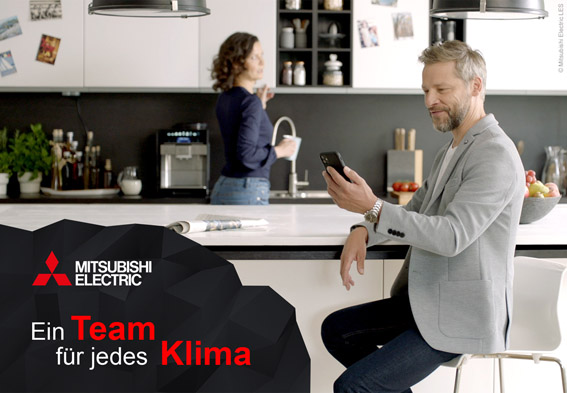 © Mitsubishi Electric LES
MITSUBISHI
ELECTRIC
Ein Team
für jedes Klima